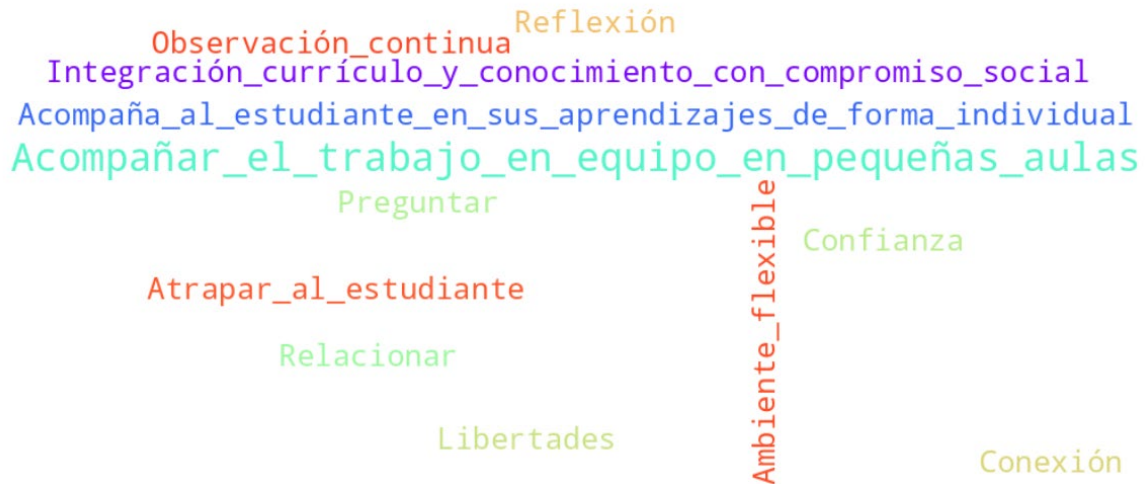 Reflexión
Observación_continua
Integración_currículo_y_conocimiento_con_compromiso_social
Acompaña_al_estudiante_en_sus_aprendizajes_de_forma_individual
Acompañar_el_trabajo_en_equipo_en_pequeñas_aulas
Preguntar
Ambiente_flexible
Confianza
Atrapar_al_estudiante
Relacionar
Libertades
Conexión